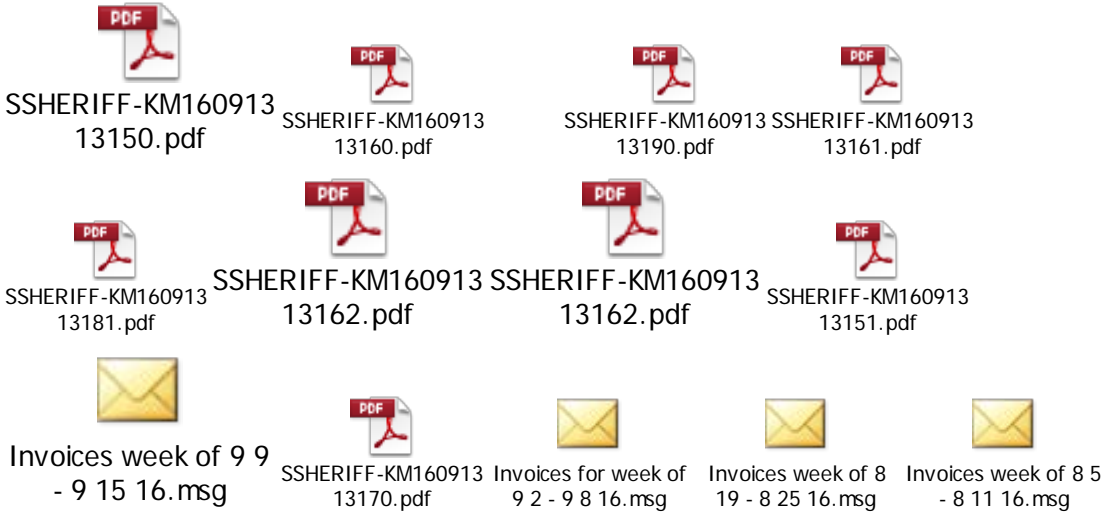 PDF
SSHERIFF-KM160913
13150.pdf
PDF
SSHERIFF-KM160913
13160.pdf
PDF
SSHERIFF-KM160913
13190.pdf
PDF
SSHERIFF-KM160913
13161.pdf
PDF
SSHERIFF-KM160913
13181.pdf
PDF
SSHERIFF-KM160913
13162.pdf
PDF
SSHERIFF-KM160913
13162.pdf
PDF
SSHERIFF-KM160913
13151.pdf
Invoices week of 9 9
- 9 15 16.msg
PDF
SSHERIFF-KM160913
13170.pdf
Invoices for week of
9 2 - 9 8 16.msg
Invoices week of 8
19 - 8 25 16.msg
Invoices week of 8 5
- 8 11 16.msg